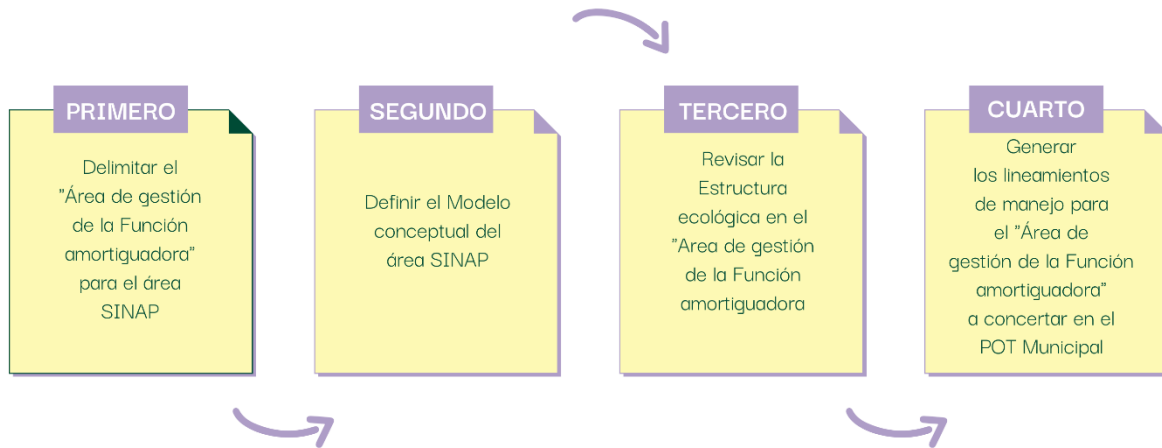 PRIMERO
Delimitar el
"Área de gestión
de la Función
amortiguadora"
para el área
SINAP
SEGUNDO
Definir el Modelo
conceptual del
área SINAP
TERCERO
Revisar la
Estructura
ecológica en el
"Area de gestión
de la Función
amortiguadora
CUARTO
Generar
los lineamientos
de manejo para
el "Área de
gestión de la Función
amortiguadora"
a concertar en el
POT Municipal